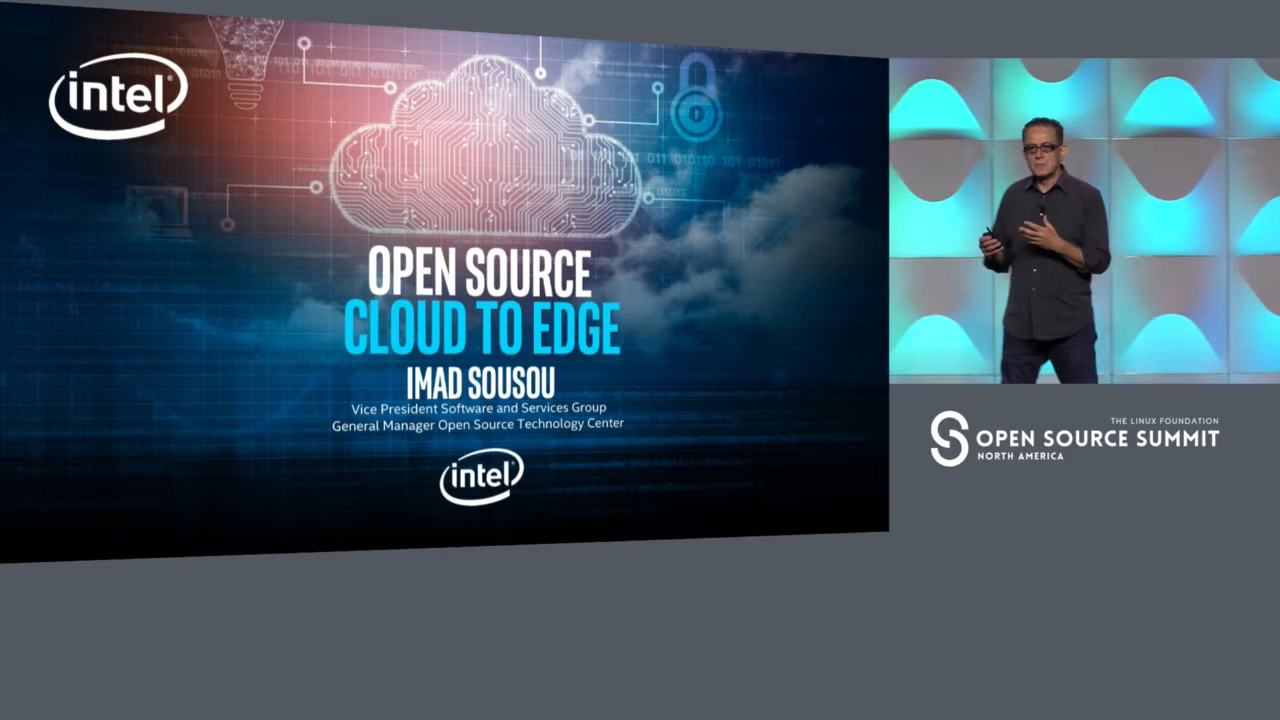 intel
OPEN SOURCE
CLOUD TO EDGE
IMAD SOUSOU
Vice President Software and Services Group
General Manager Open Source Technology Center
intel
THE LINUX FOUNDATION
OPEN SOURCE SUMMIT
NORTH AMERICA